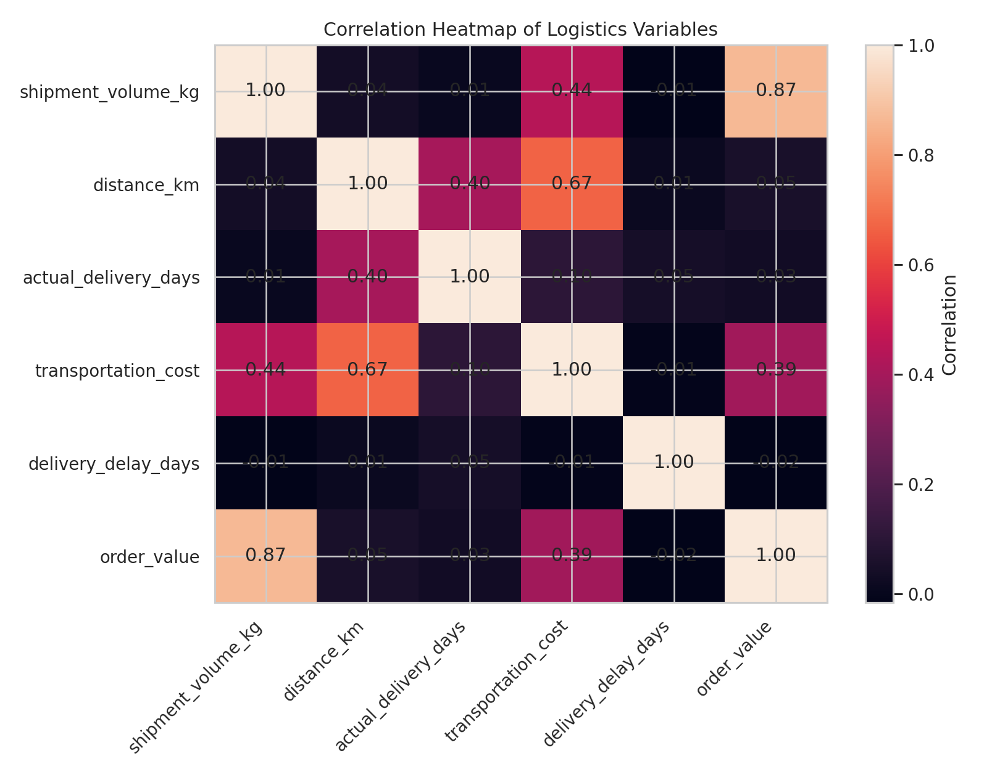 Correlation Heatmap of Logistics Variables
shipment_volume_kg 1.00 0.04 0.01 0.44 -0.01 0.87
distance_km 0.04 1.00 0.40 0.67 0.01 0.05
actual_delivery_days 0.01 0.40 1.00 0.10 0.05 0.03
transportation_cost 0.44 0.67 0.10 1.00 -0.01 0.39
delivery_delay_days -0.01 0.01 0.05 -0.01 1.00 -0.02
order_value 0.87 0.05 0.03 0.39 -0.02 1.00
shipment_volume_kg
distance_km
actual_delivery_days
transportation_cost
delivery_delay_days
order_value
1.0
0.8
0.6
0.4
0.2
0.0
Correlation